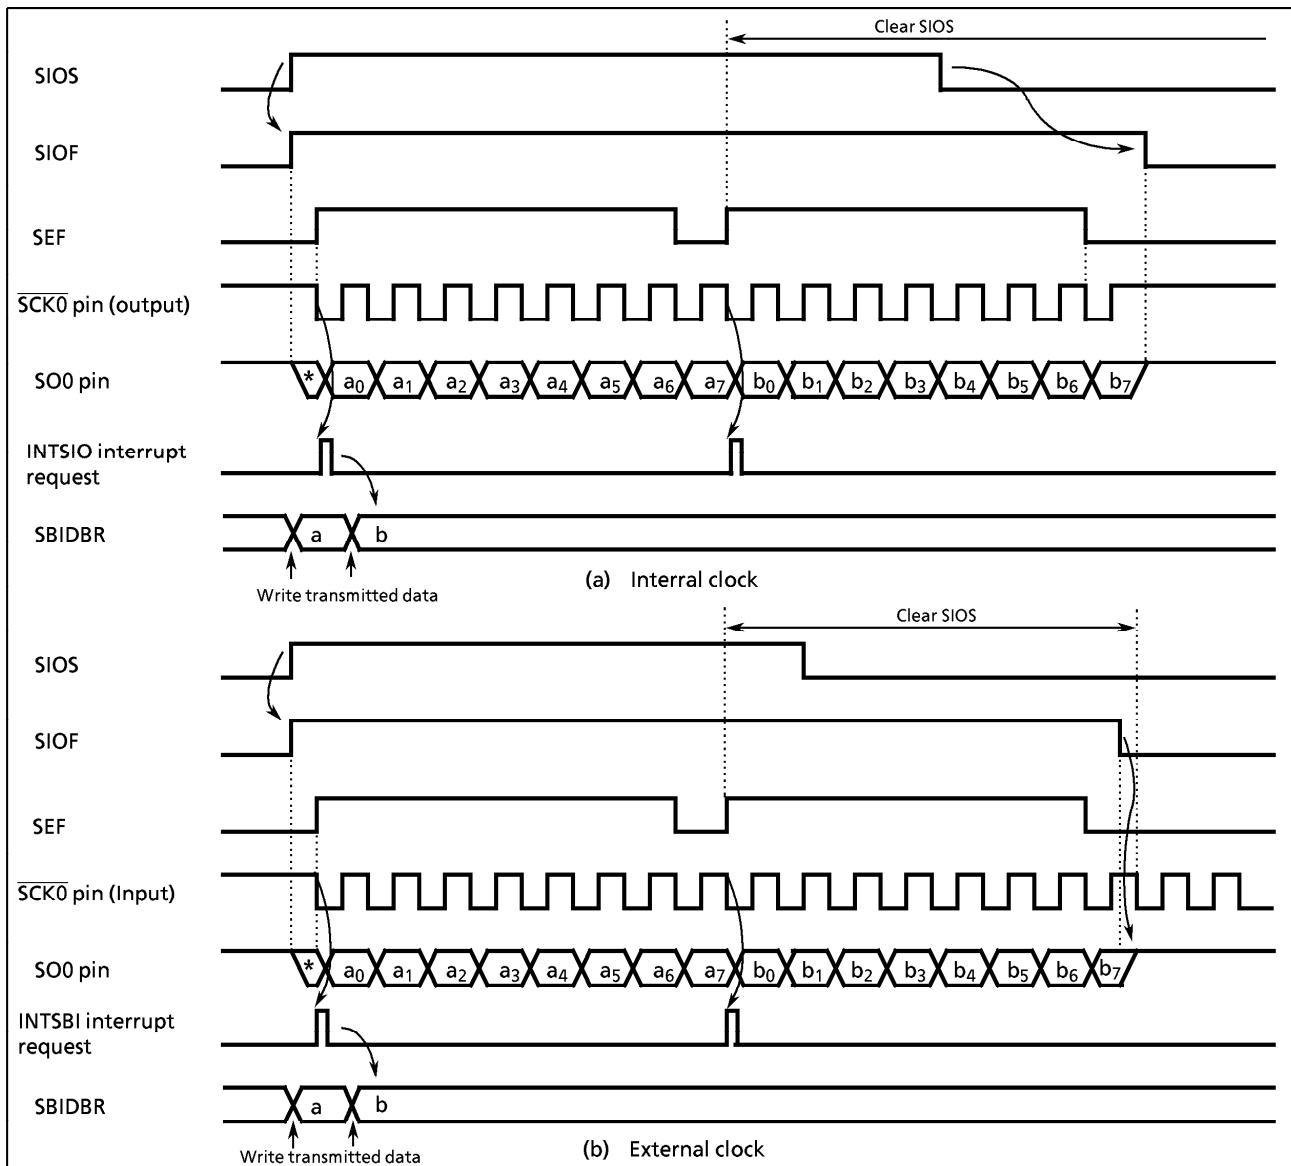 Clear SIOS
SIOS
SIOF
SEF
SCK0 pin (output)
SO0 pin
* a0 a1 a2 a3 a4 a5 a6 a7 b0 b1 b2 b3 b4 b5 b6 b7
INTSIO interrupt
request
SBIDBR
a b
Write transmitted data
(a) Interral clock
Clear SIOS
SIOS
SIOF
SEF
SCK0 pin (Input)
SO0 pin
* a0 a1 a2 a3 a4 a5 a6 a7 b0 b1 b2 b3 b4 b5 b6 b7
INTSBI interrupt
request
SBIDBR
a b
Write transmitted data
(b) External clock